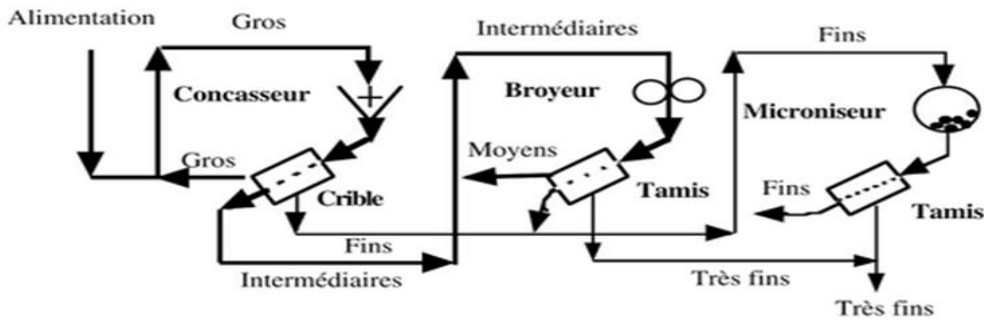 Alimentation
Gros
Intermédiaires
Fins
Concasseur
Broyeur
Microniseur
Gros
Moyens
Fins
Crible
Tamis
Tamis
Fins
Intermédiaires
Très fins
Très fins